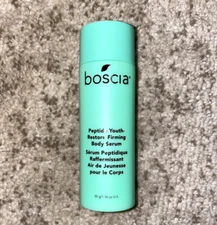 boscia®
Peptide Youth-
Restore Firming
Body Serum
Sérum Peptidique
Raffermissant
Air de Jeunesse
pour le Corps